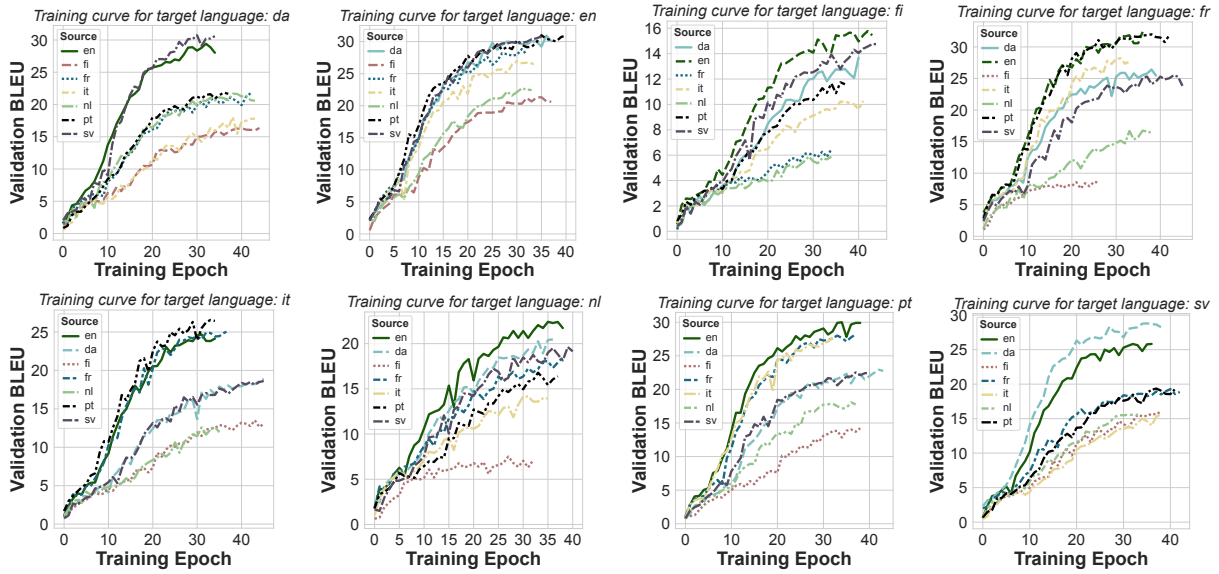 Training curve for target language: da
Validation BLEU
30
25
20
15
10
5
0
Source
en
fi
fr
it
nl
pt
sv
0 10 20 30 40
Training Epoch
Training curve for target language: en
Validation BLEU
30
25
20
15
10
5
0
Source
da
fi
fr
it
nl
pt
sv
0 5 10 15 20 25 30 35 40
Training Epoch
Training curve for target language: fi
Validation BLEU
16
14
12
10
8
6
4
2
0
Source
da
en
fr
it
nl
pt
sv
0 10 20 30 40
Training Epoch
Training curve for target language: fr
Validation BLEU
30
25
20
15
10
5
0
Source
da
en
fi
it
nl
pt
sv
0 10 20 30 40
Training Epoch
Training curve for target language: it
Validation BLEU
25
20
15
10
5
0
Source
en
da
fi
fr
nl
pt
sv
0 10 20 30 40
Training Epoch
Training curve for target language: nl
Validation BLEU
20
15
10
5
0
Source
en
da
fi
fr
it
pt
sv
0 5 10 15 20 25 30 35 40
Training Epoch
Training curve for target language: pt
Validation BLEU
30
25
20
15
10
5
0
Source
en
da
fi
fr
it
nl
sv
0 10 20 30 40
Training Epoch
Training curve for target language: sv
Validation BLEU
30
25
20
15
10
5
0
Source
da
en
fi
fr
it
nl
pt
0 10 20 30 40
Training Epoch